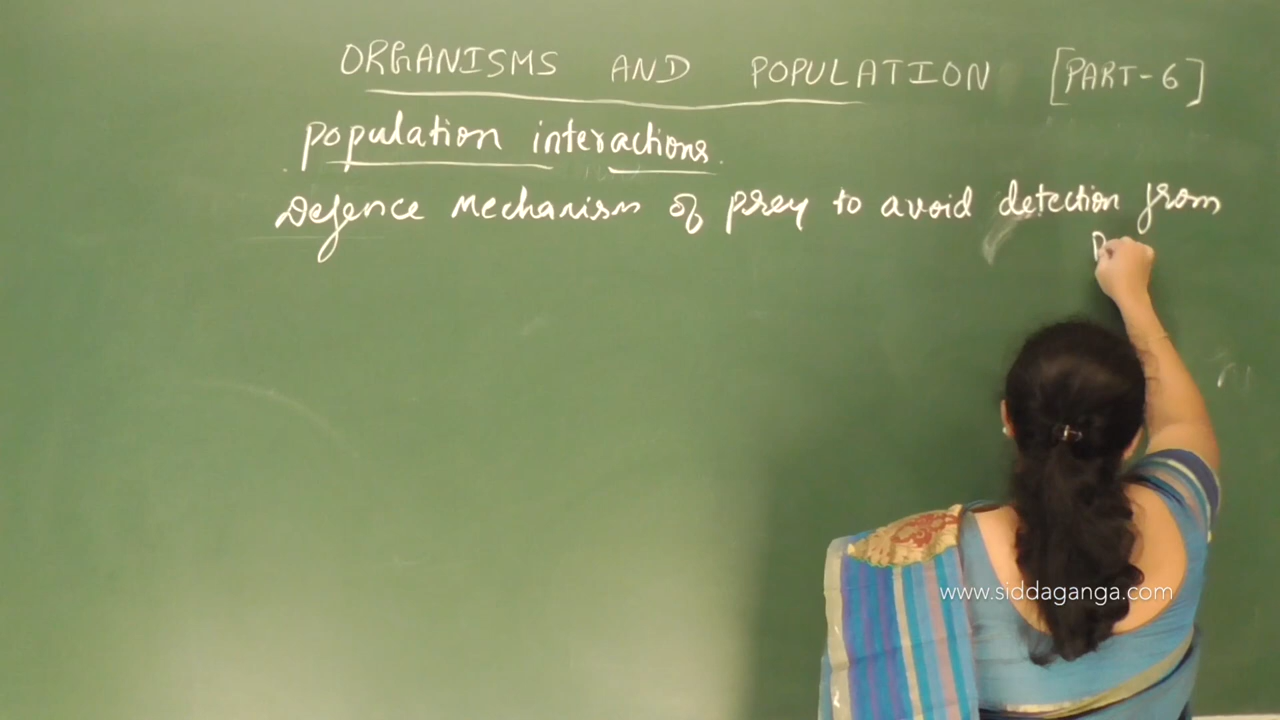 ORGANISMS AND POPULATION [PART-6]
population interactions.
Defence Mechanism of prey to avoid detection from
P
www.siddaganga.com